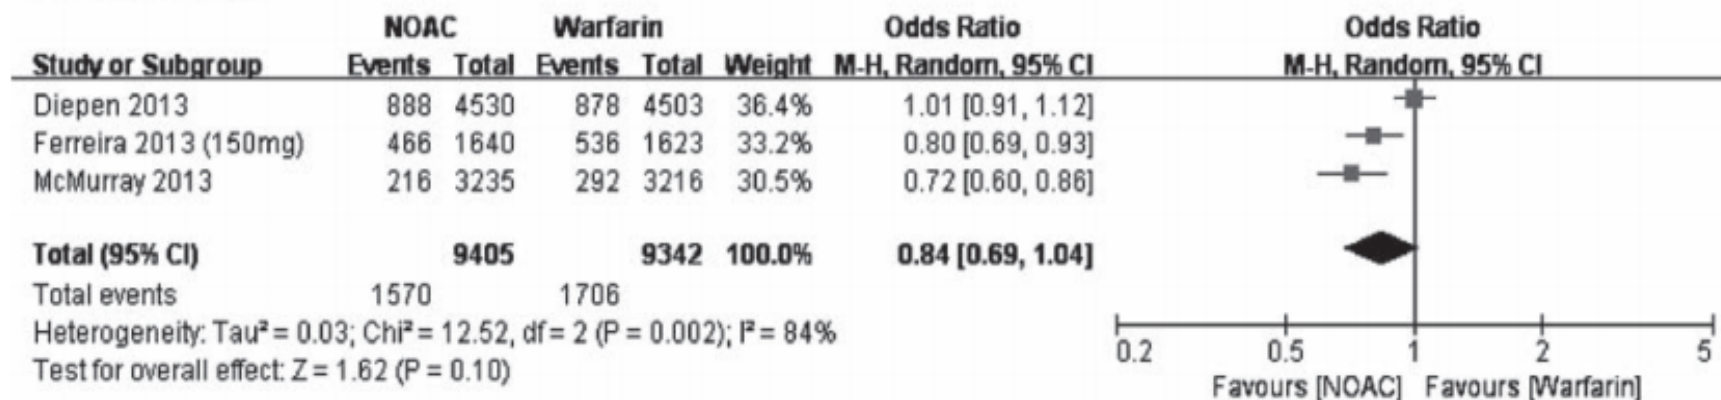 NOAC Warfarin Odds Ratio Odds Ratio
Study or Subgroup Events Total Events Total Weight M-H, Random, 95% CI M-H, Random, 95% CI
Diepen 2013 888 4530 878 4503 36.4% 1.01 [0.91, 1.12]
Ferreira 2013 (150mg) 466 1640 536 1623 33.2% 0.80 [0.69, 0.93]
McMurray 2013 216 3235 292 3216 30.5% 0.72 [0.60, 0.86]
Total (95% CI) 9405 9342 100.0% 0.84 [0.69, 1.04]
Total events 1570 1706
Heterogeneity: Tau² = 0.03; Chi² = 12.52, df = 2 (P = 0.002); I² = 84%
Test for overall effect: Z = 1.62 (P = 0.10)
0.2 0.5 1 2 5
Favours [NOAC] Favours [Warfarin]